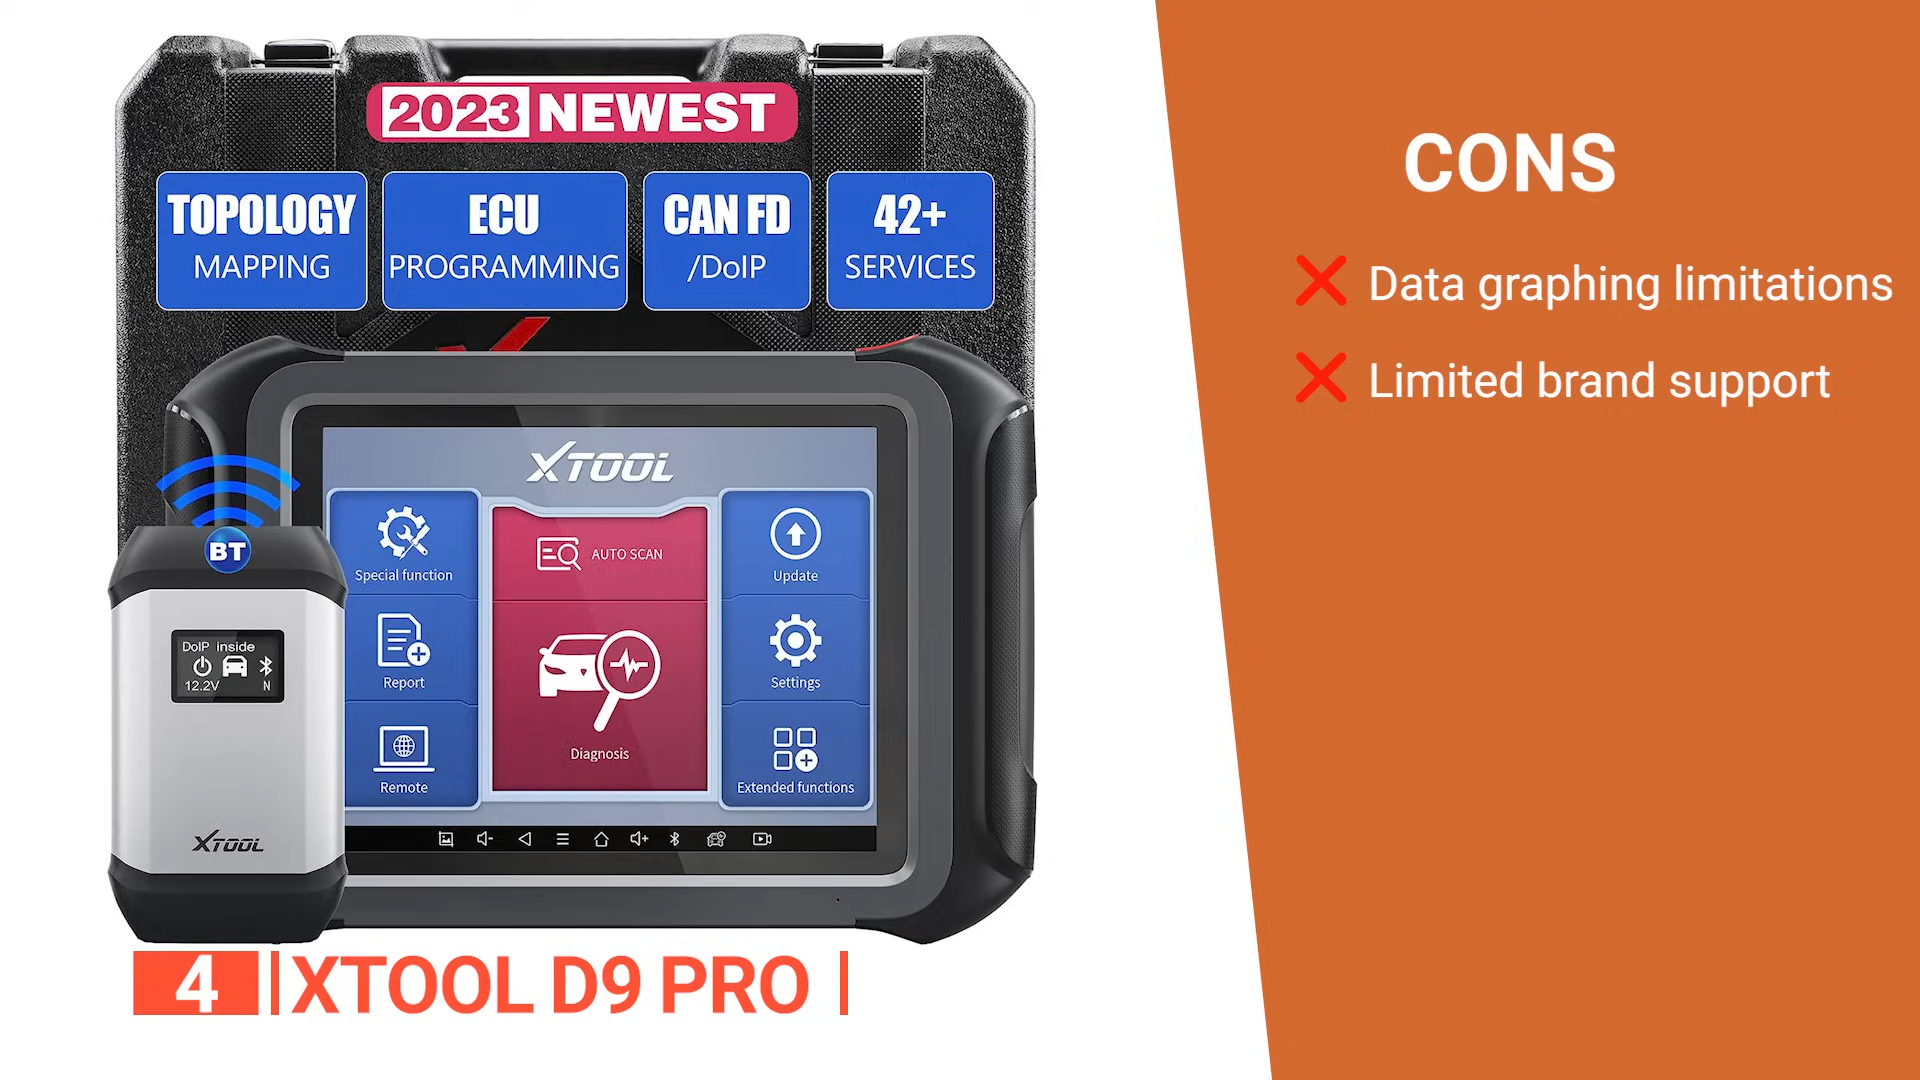 2023 NEWEST
TOPOLOGY
MAPPING
ECU
PROGRAMMING
CAN FD
/DoIP
42+
SERVICES
XTOOL
Special function
AUTO SCAN
Update
Report
Diagnosis
Settings
Remote
Extended functions
BT
DoIP inside
12.2V N
XTOOL
4 XTOOL D9 PRO
CONS
Data graphing limitations
Limited brand support